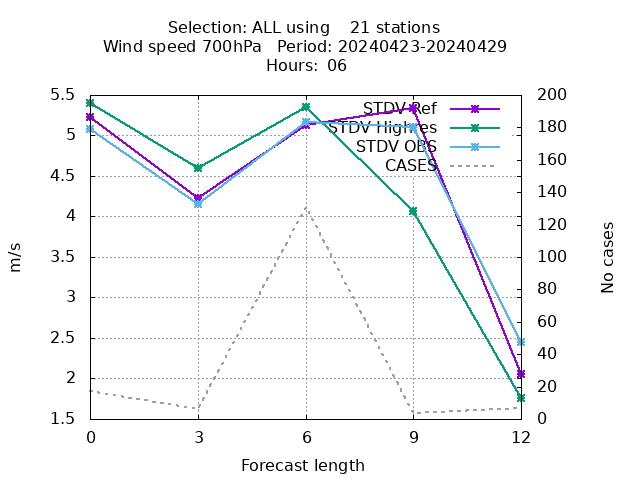 Selection: ALL using    21 stations
Wind speed 700hPa   Period: 20240423-20240429
Hours: 06
5.5
5
4.5
4
3.5
3
2.5
2
1.5
200
180
160
140
120
100
80
60
40
20
0
0
3
6
9
12
m/s
No cases
Forecast length
STDV Ref
STDV HighRes
STDV OBS
CASES